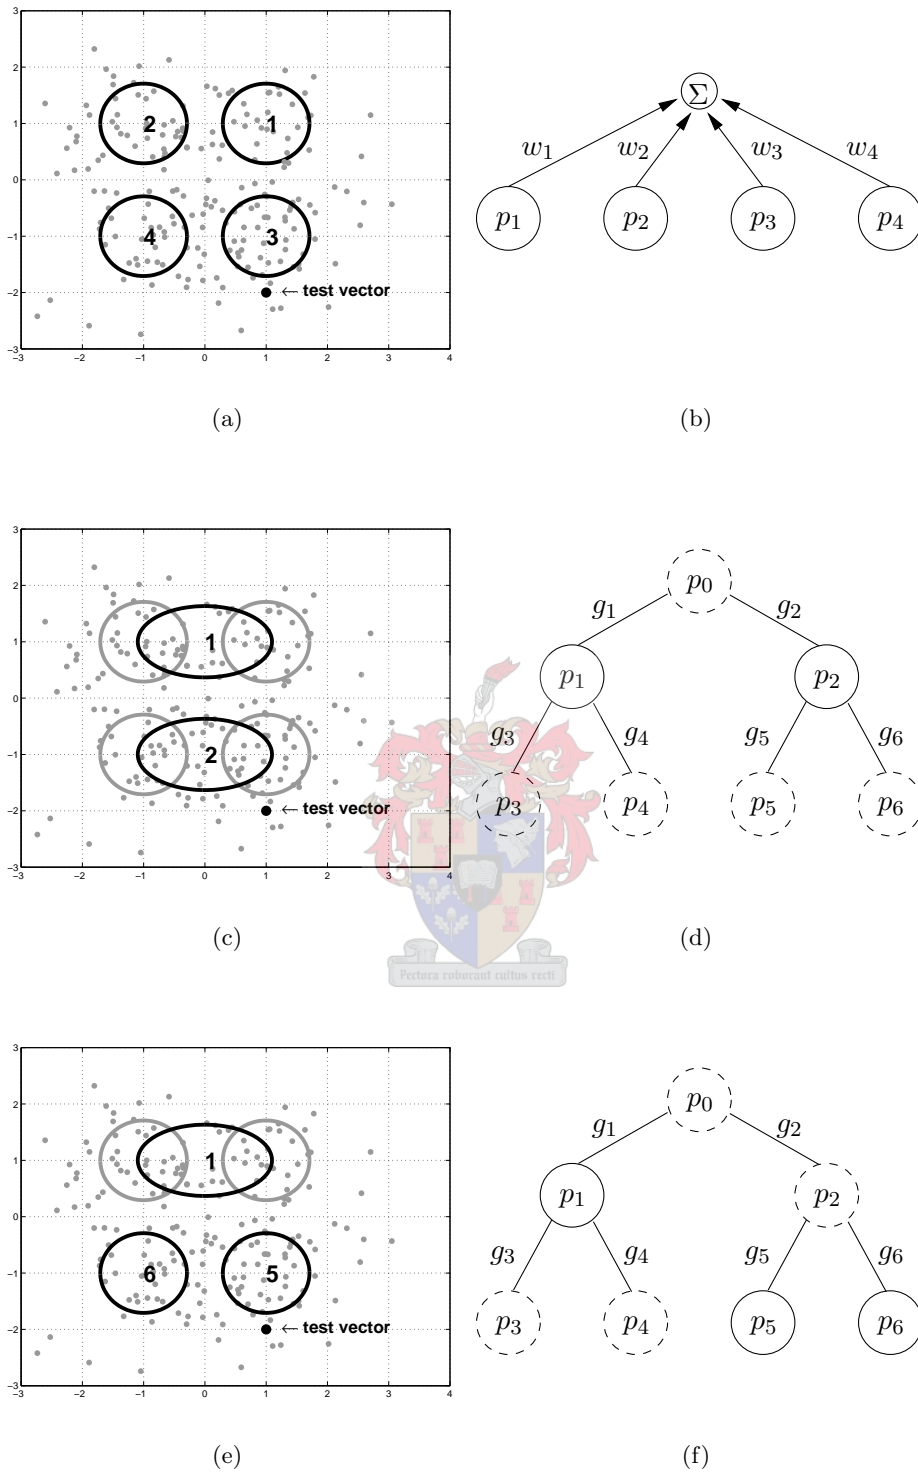 3
2
1
0
−1
−2
−3
−3 −2 −1 0 1 2 3 4
2 1
4 3
← test vector
(a)
Σ
w1 w2 w3 w4
p1 p2 p3 p4
(b)
3
2
1
0
−1
−2
−3
−3 −2 −1 0 1 2 3 4
1
2
← test vector
(c)
p0
g1 g2
p1 p2
g3 g4 g5 g6
p3 p4 p5 p6
(d)
Pectora roborant cultus recti
3
2
1
0
−1
−2
−3
−3 −2 −1 0 1 2 3 4
1
6 5
← test vector
(e)
p0
g1 g2
p1 p2
g3 g4 g5 g6
p3 p4 p5 p6
(f)